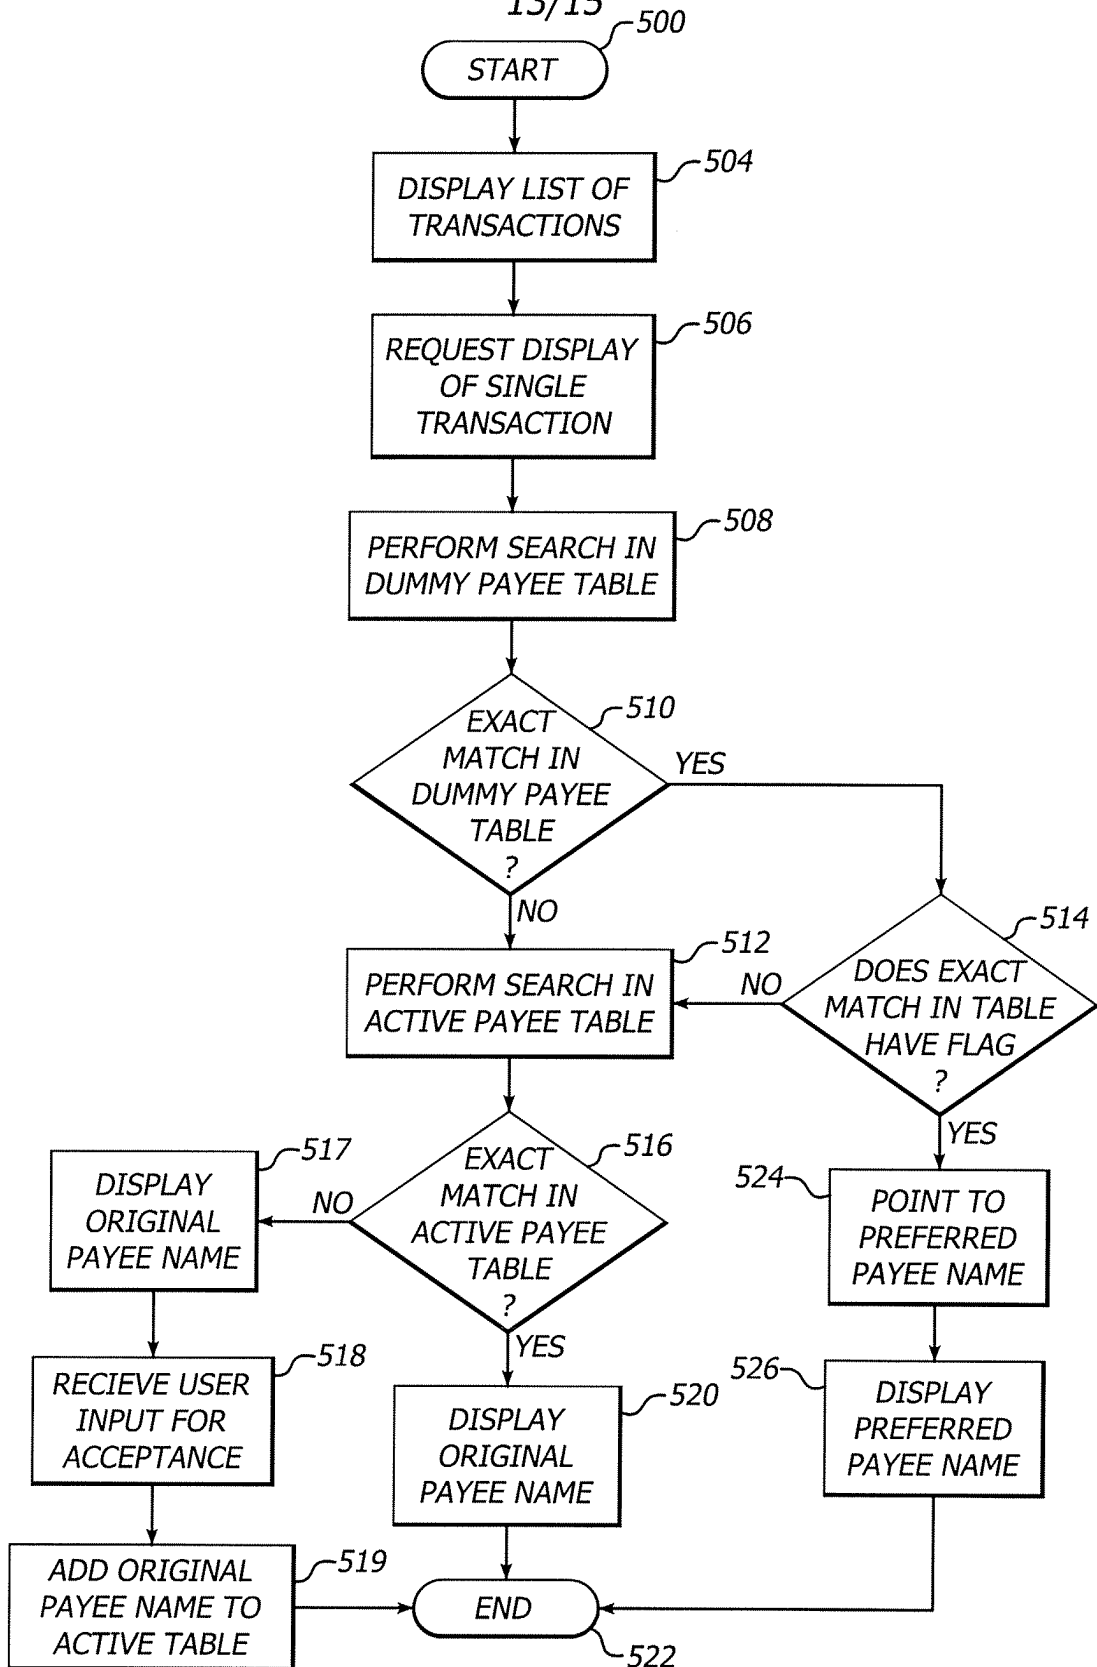 13/15
500
START
504
DISPLAY LIST OF
TRANSACTIONS
506
REQUEST DISPLAY
OF SINGLE
TRANSACTION
508
PERFORM SEARCH IN
DUMMY PAYEE TABLE
510
EXACT
MATCH IN
DUMMY PAYEE
TABLE
?
YES
NO
514
DOES EXACT
MATCH IN TABLE
HAVE FLAG
?
NO
YES
512
PERFORM SEARCH IN
ACTIVE PAYEE TABLE
516
EXACT
MATCH IN
ACTIVE PAYEE
TABLE
?
NO
YES
517
DISPLAY
ORIGINAL
PAYEE NAME
518
RECIEVE USER
INPUT FOR
ACCEPTANCE
519
ADD ORIGINAL
PAYEE NAME TO
ACTIVE TABLE
520
DISPLAY
ORIGINAL
PAYEE NAME
524
POINT TO
PREFERRED
PAYEE NAME
526
DISPLAY
PREFERRED
PAYEE NAME
END
522